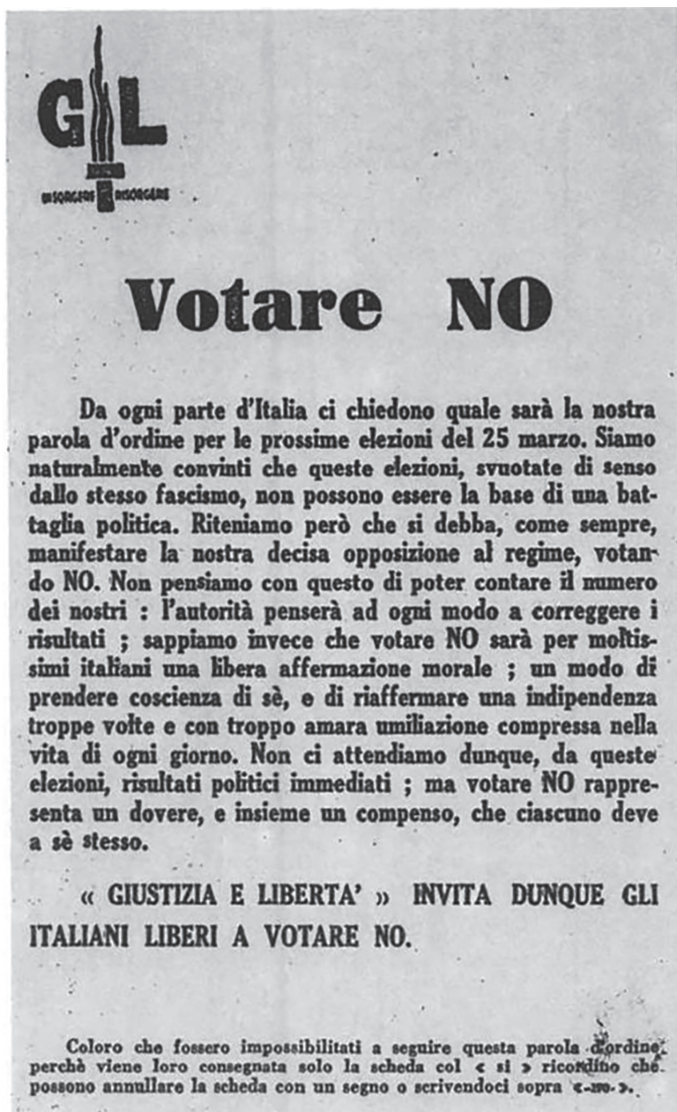 GL
INSORGERE RISORGERE
Votare NO
Da ogni parte d'Italia ci chiedono quale sarà la nostra
parola d'ordine per le prossime elezioni del 25 marzo. Siamo
naturalmente convinti che queste elezioni, svuotate di senso
dallo stesso fascismo, non possono essere la base di una bat-
taglia politica. Riteniamo però che si debba, come sempre,
manifestare la nostra decisa opposizione al regime, votan-
do NO. Non pensiamo con questo di poter contare il numero
dei nostri : l'autorità penserà ad ogni modo a correggere i
risultati ; sappiamo invece che votare NO sarà per moltis-
simi italiani una libera affermazione morale ; un modo di
prendere coscienza di sè, e di riaffermare una indipendenza
troppe volte e con troppo amara umiliazione compressa nella
vita di ogni giorno. Non ci attendiamo dunque, da queste
elezioni, risultati politici immediati ; ma votare NO rappre-
senta un dovere, e insieme un compenso, che ciascuno deve
a sè stesso.
« GIUSTIZIA E LIBERTA' » INVITA DUNQUE GLI
ITALIANI LIBERI A VOTARE NO.
Coloro che fossero impossibilitati a seguire questa parola d'ordine,
perchè viene loro consegnata solo la scheda col « si » ricordino che
possono annullare la scheda con un segno o scrivendoci sopra « no ».